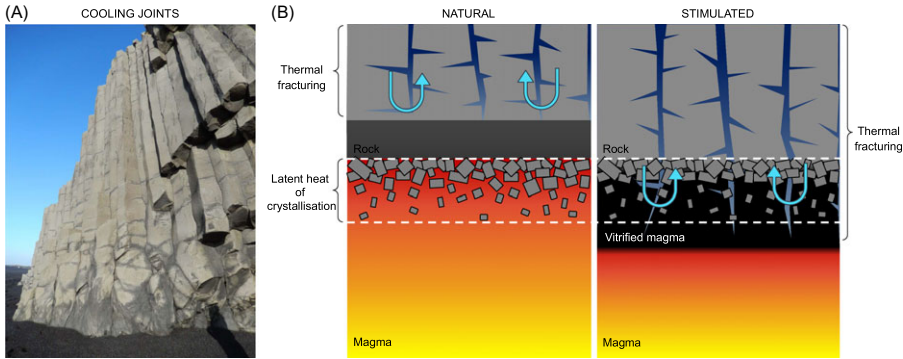 (A)
COOLING JOINTS
(B)
NATURAL
STIMULATED
Thermal
fracturing
Rock
Latent heat
of
crystallisation
Magma
Rock
Vitrified magma
Magma
Thermal
fracturing